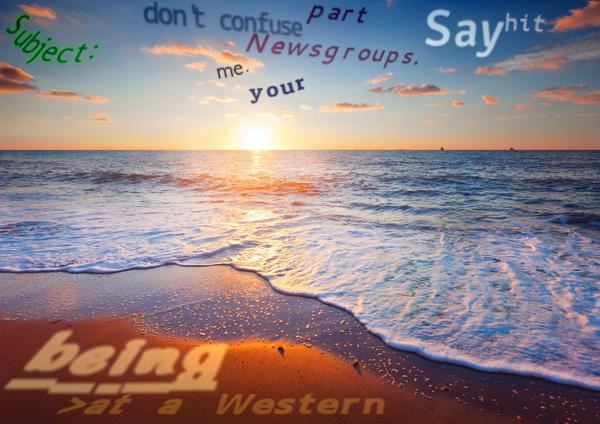 Subject:
don't confuse
part
Say
hit
Newsgroups.
me.
your
being
>at a Western